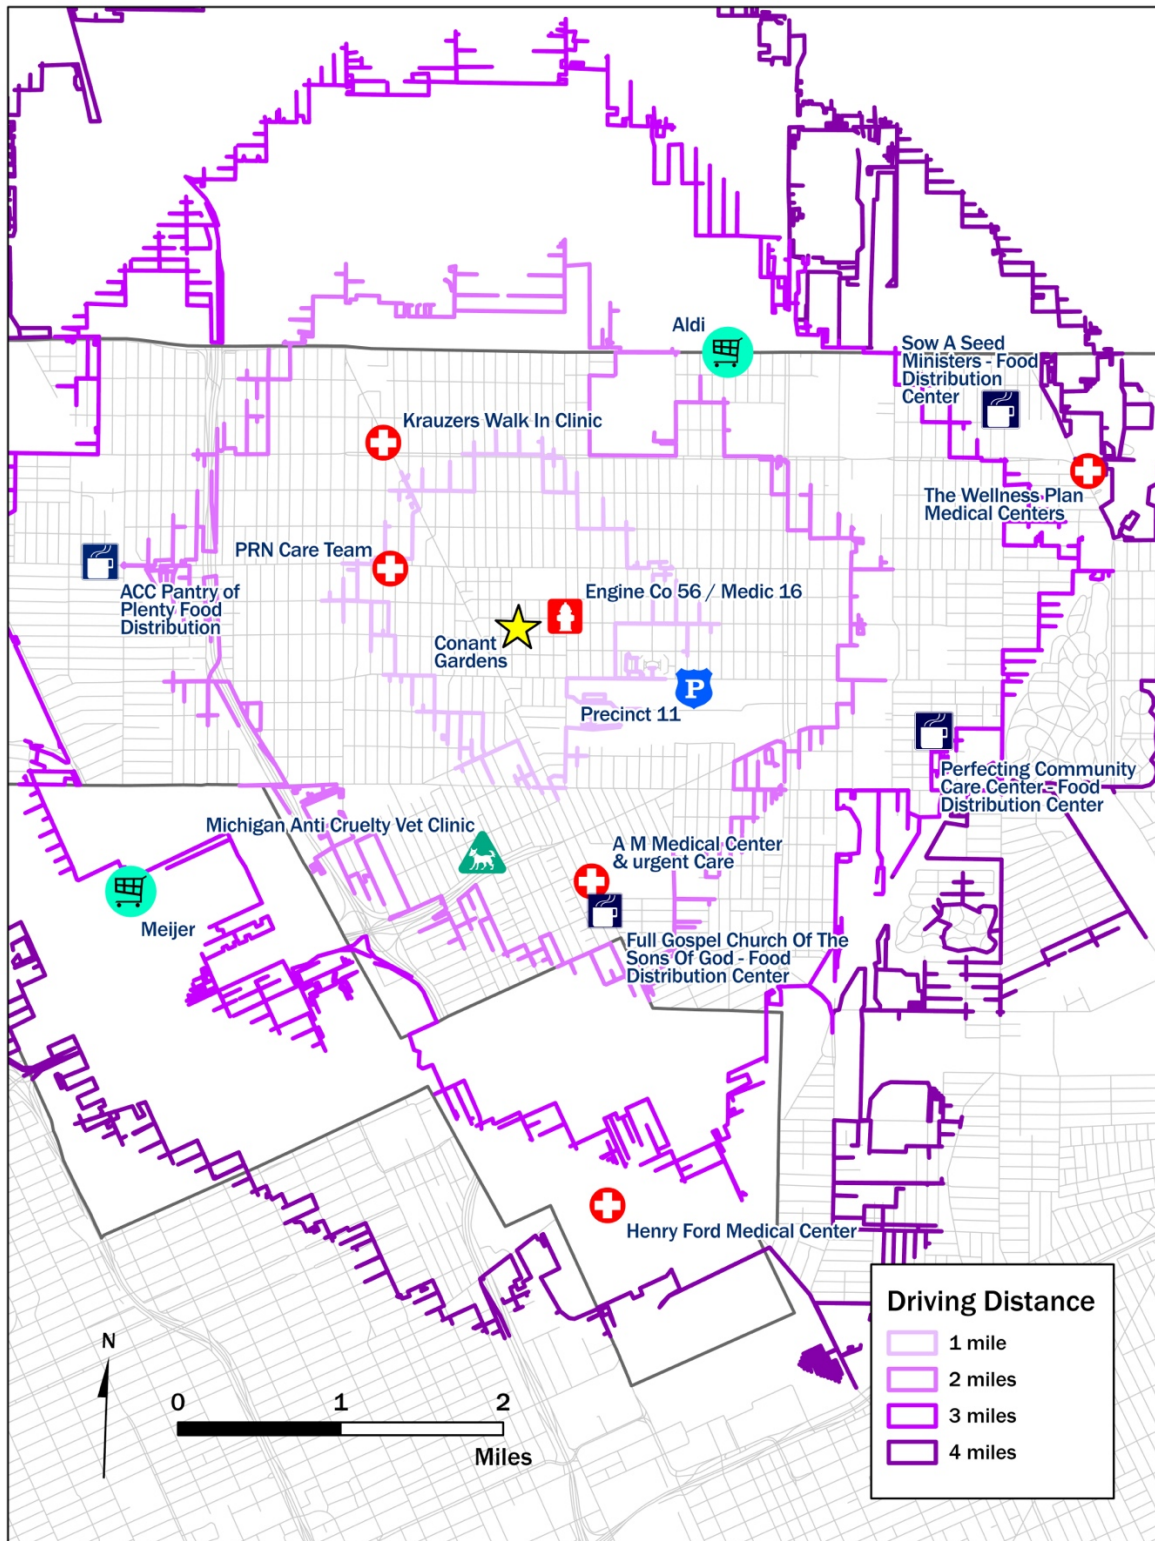 Aldi
Sow A Seed
Ministers - Food
Distribution
Center
Krauzers Walk In Clinic
The Wellness Plan
Medical Centers
PRN Care Team
Engine Co 56 / Medic 16
ACC Pantry of
Plenty Food
Distribution
Conant
Gardens
P
Precinct 11
Perfecting Community
Care Center - Food
Distribution Center
Michigan Anti Cruelty Vet Clinic
A M Medical Center
& urgent Care
Meijer
Full Gospel Church Of The
Sons Of God - Food
Distribution Center
Henry Ford Medical Center
Driving Distance
1 mile
2 miles
3 miles
4 miles
N
0 1 2
Miles